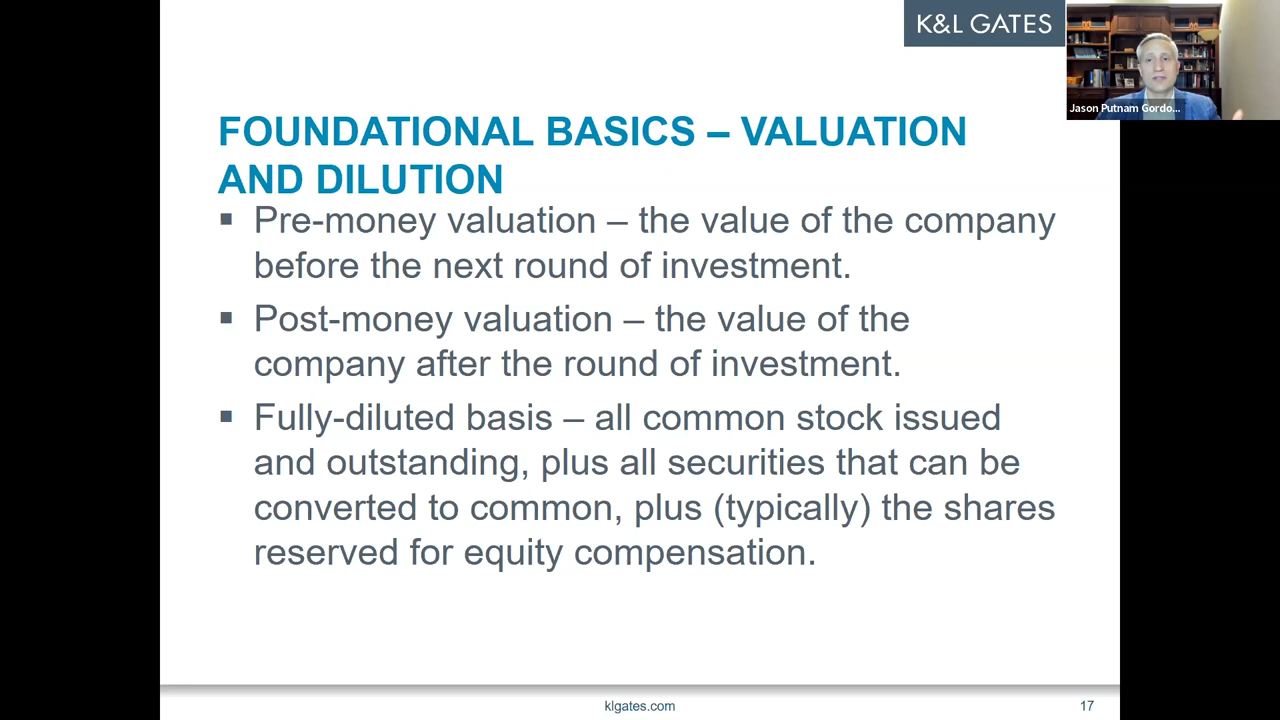 K&L GATES
Jason Putnam Gordo...
FOUNDATIONAL BASICS – VALUATION
AND DILUTION
▪ Pre-money valuation – the value of the company
before the next round of investment.
▪ Post-money valuation – the value of the
company after the round of investment.
▪ Fully-diluted basis – all common stock issued
and outstanding, plus all securities that can be
converted to common, plus (typically) the shares
reserved for equity compensation.
klgates.com
17